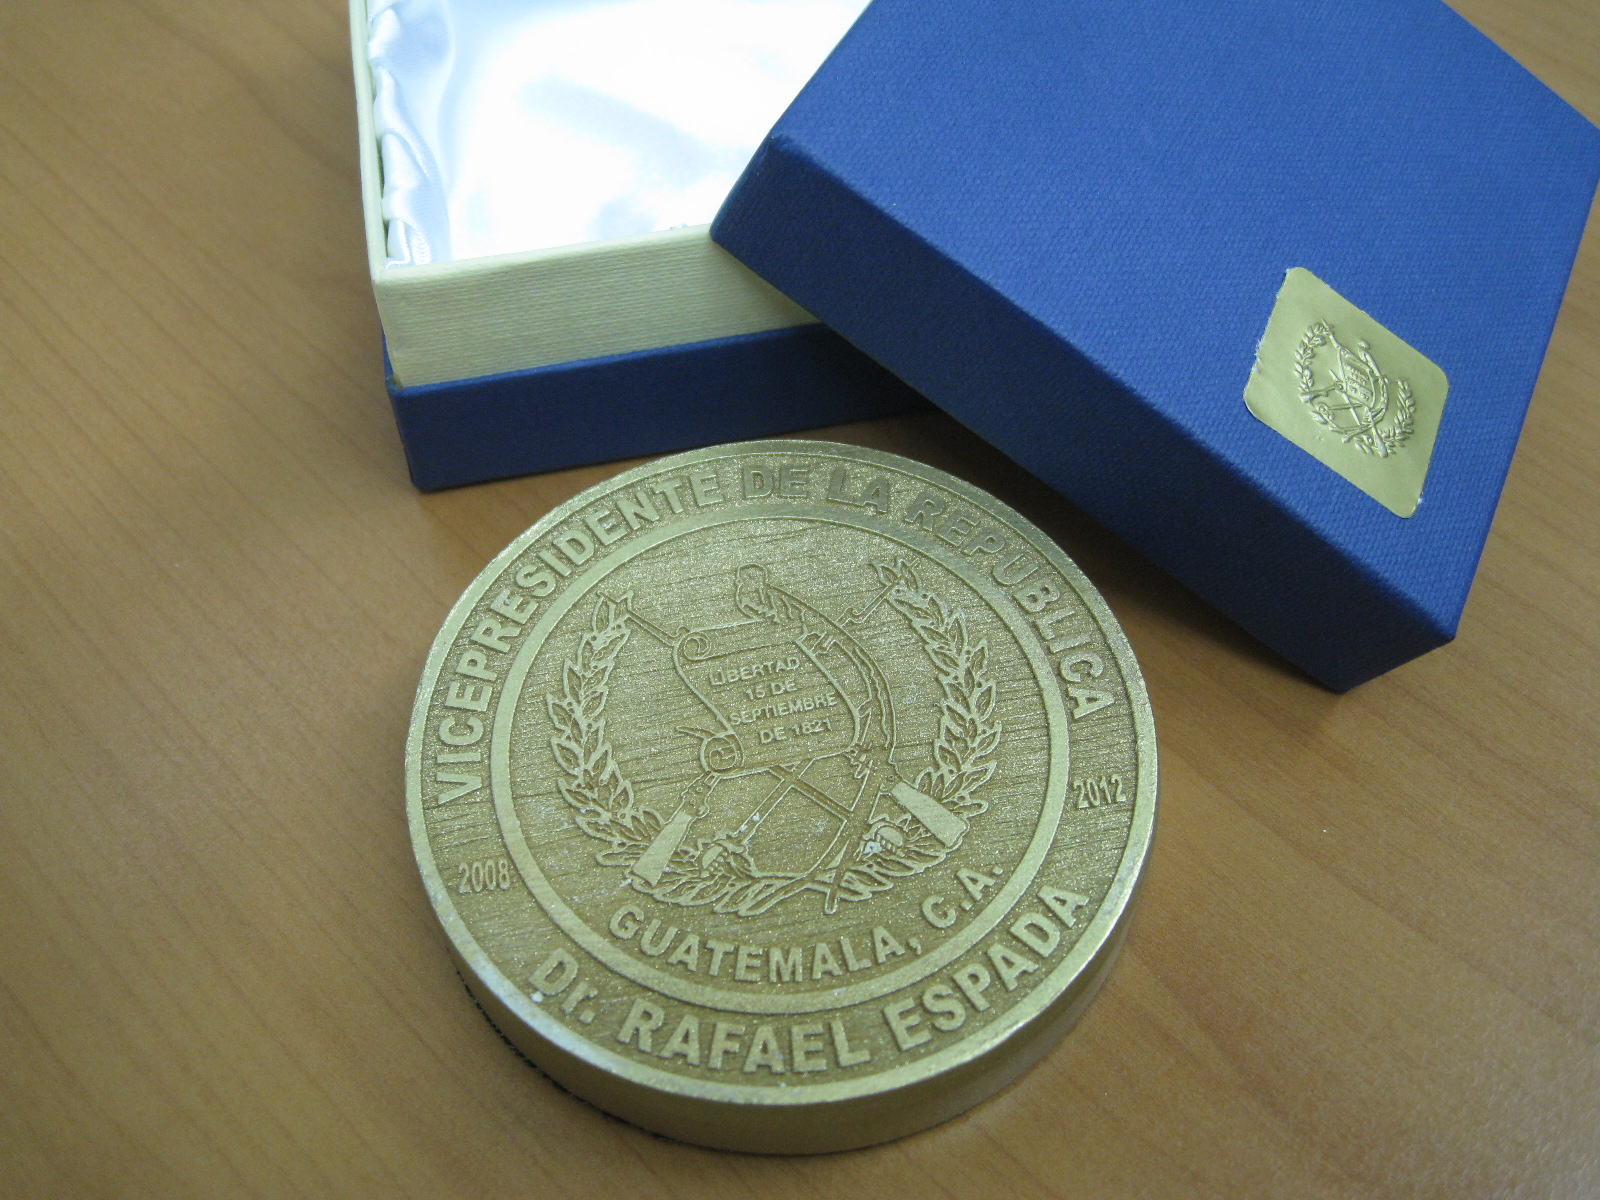 VICEPRESIDENTE DE LA REPUBLICA
LIBERTAD
15 DE
SEPTIEMBRE
DE 1821
2008
2012
GUATEMALA, C.A.
Dr. RAFAEL ESPADA